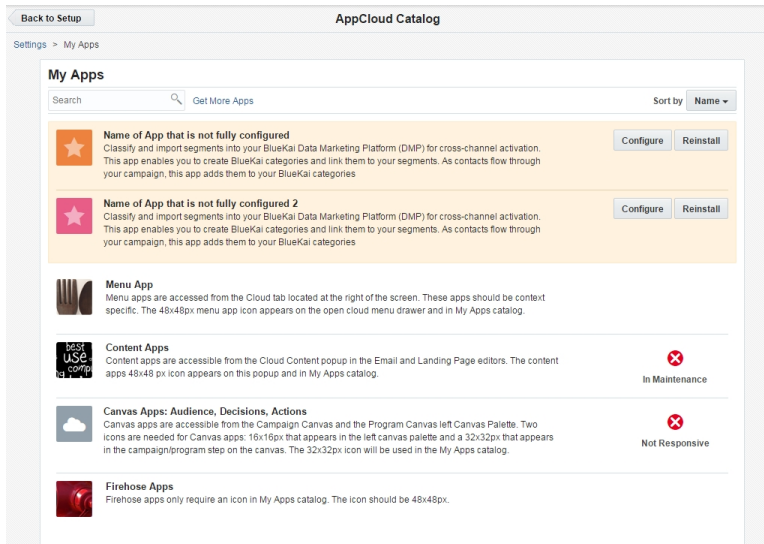 Back to Setup
AppCloud Catalog
Settings > My Apps
My Apps
Search
Get More Apps
Sort by
Name
Name of App that is not fully configured
Classify and import segments into your BlueKai Data Marketing Platform (DMP) for cross-channel activation.
This app enables you to create BlueKai categories and link them to your segments. As contacts flow through
your campaign, this app adds them to your BlueKai categories
Configure
Reinstall
Name of App that is not fully configured 2
Classify and import segments into your BlueKai Data Marketing Platform (DMP) for cross-channel activation.
This app enables you to create BlueKai categories and link them to your segments. As contacts flow through
your campaign, this app adds them to your BlueKai categories
Configure
Reinstall
Menu App
Menu apps are accessed from the Cloud tab located at the right of the screen. These apps should be context
specific. The 48x48px menu app icon appears on the open cloud menu drawer and in My Apps catalog.
best
use
Content Apps
Content apps are accessible from the Cloud Content popup in the Email and Landing Page editors. The content
apps 48x48 px icon appears on this popup and in My Apps catalog.
In Maintenance
Canvas Apps: Audience, Decisions, Actions
Canvas apps are accessible from the Campaign Canvas and the Program Canvas left Canvas Palette. Two
icons are needed for Canvas apps: 16x16px that appears in the left canvas palette and a 32x32px that appears
in the campaign/program step on the canvas. The 32x32px icon will be used in the My Apps catalog.
Not Responsive
Firehose Apps
Firehose apps only require an icon in My Apps catalog. The icon should be 48x48px.